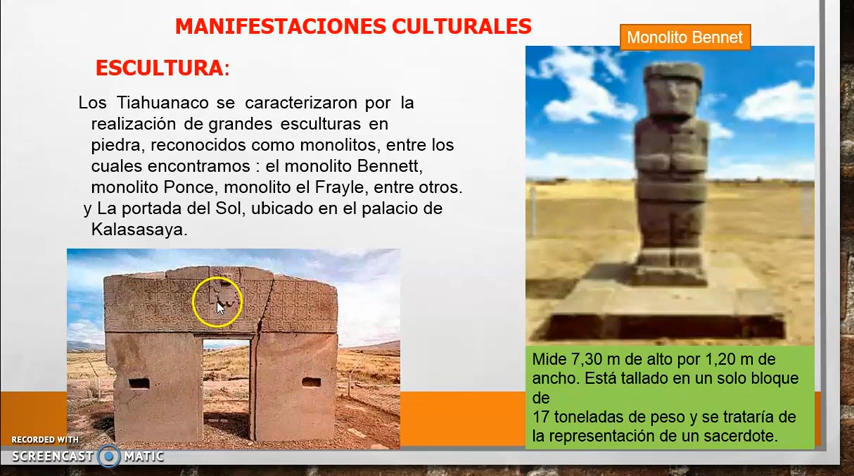 MANIFESTACIONES CULTURALES
Monolito Bennet
ESCULTURA:
Los Tiahuanaco se caracterizaron por la
realización de grandes esculturas en
piedra, reconocidos como monolitos, entre los
cuales encontramos : el monolito Bennett,
monolito Ponce, monolito el Frayle, entre otros.
y La portada del Sol, ubicado en el palacio de
Kalasasaya.
Mide 7,30 m de alto por 1,20 m de
ancho. Está tallado en un solo bloque
de
17 toneladas de peso y se trataría de
la representación de un sacerdote.
RECORDED WITH
SCREENCAST MATIC